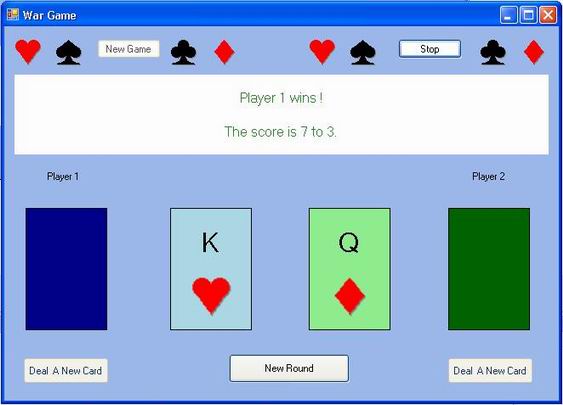 War Game
New Game
Stop
Player 1 wins !
The score is 7 to 3.
Player 1
Player 2
K
Q
Deal A New Card
New Round
Deal A New Card